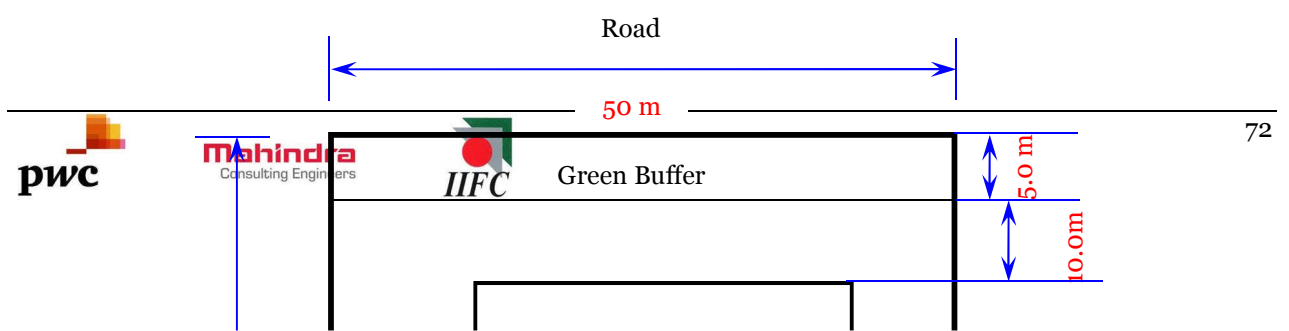 Road
50 m
72
pwc
Mahindra
Consulting Engineers
IIFC
Green Buffer
5.0 m
10.0m